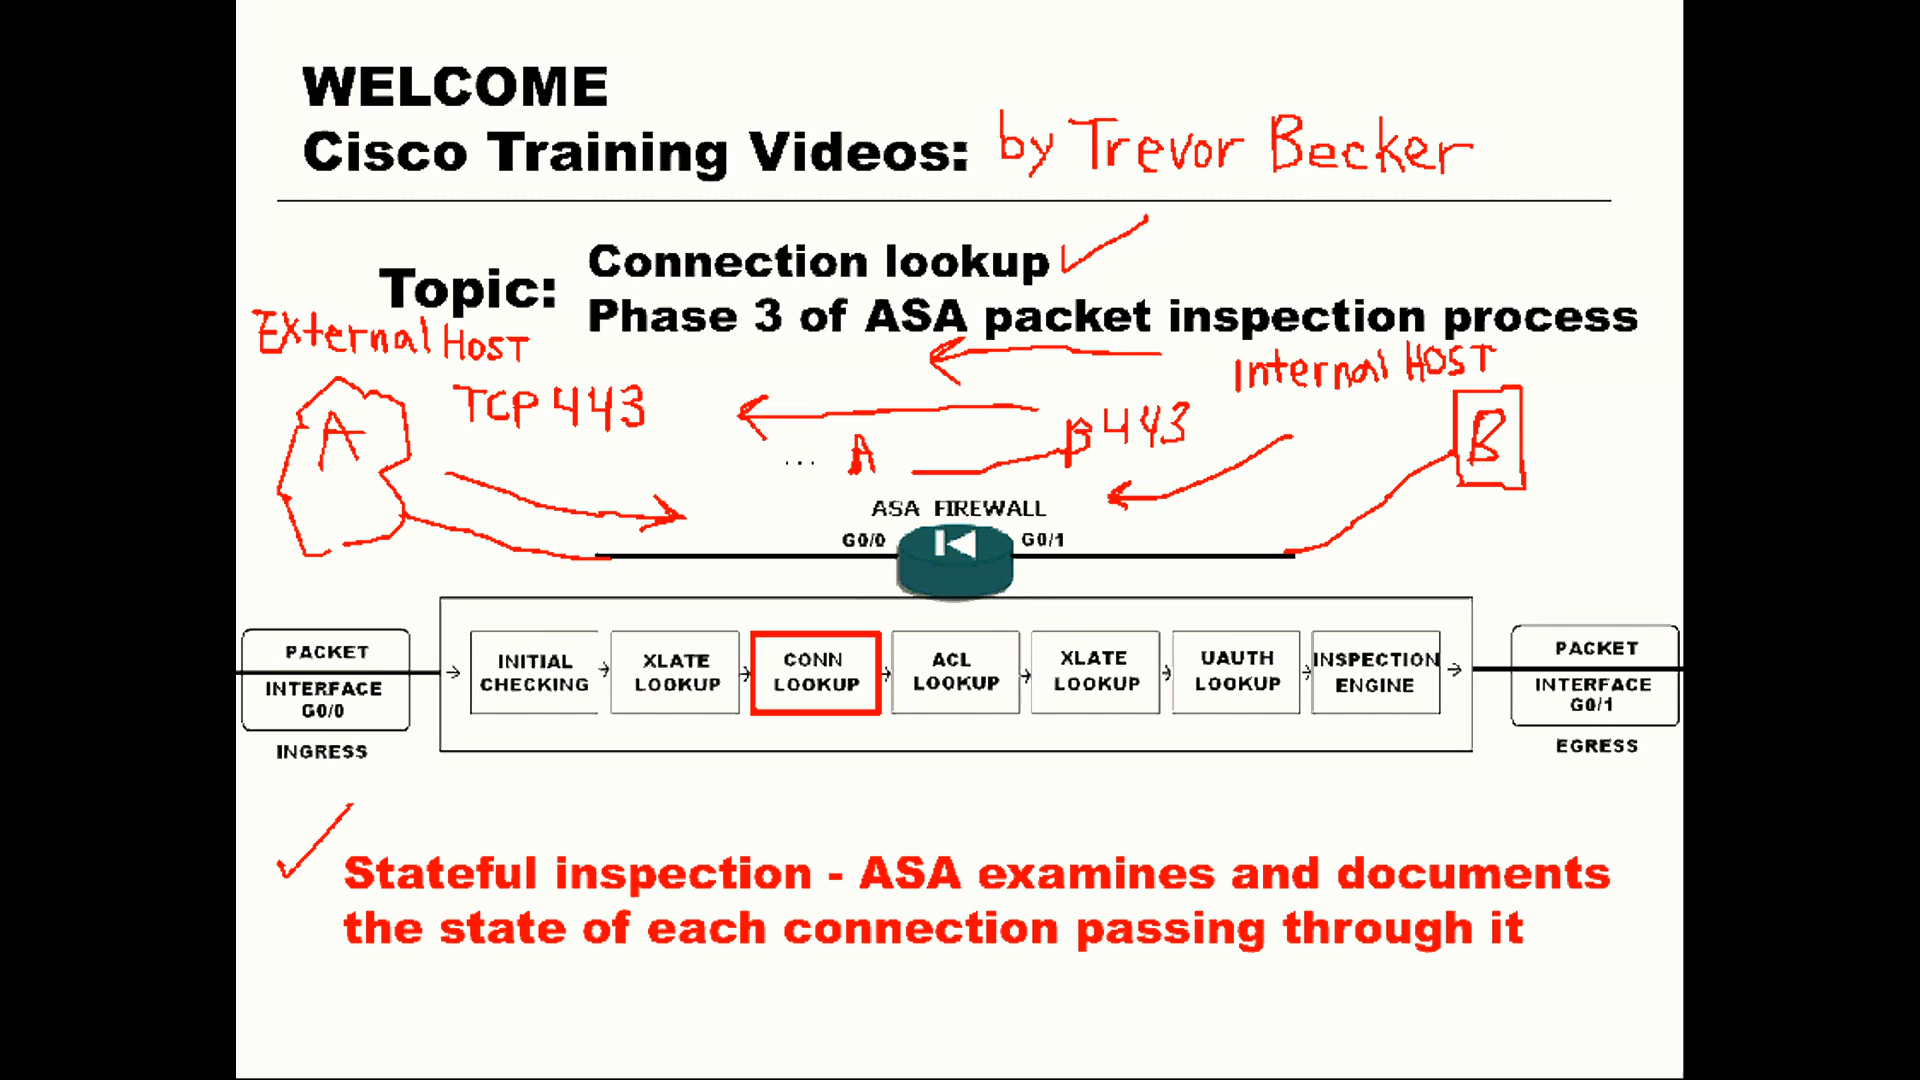 WELCOME
Cisco Training Videos: by Trevor Becker
Topic:
Connection lookup
Phase 3 of ASA packet inspection process
External HOST
Internal HOST
A
TCP 443
... A
B 443
B
ASA FIREWALL
G0/0
G0/1
PACKET
INTERFACE
G0/0
INGRESS
INITIAL
CHECKING
XLATE
LOOKUP
CONN
LOOKUP
ACL
LOOKUP
XLATE
LOOKUP
UAUTH
LOOKUP
INSPECTION
ENGINE
PACKET
INTERFACE
G0/1
EGRESS
Stateful inspection - ASA examines and documents
the state of each connection passing through it